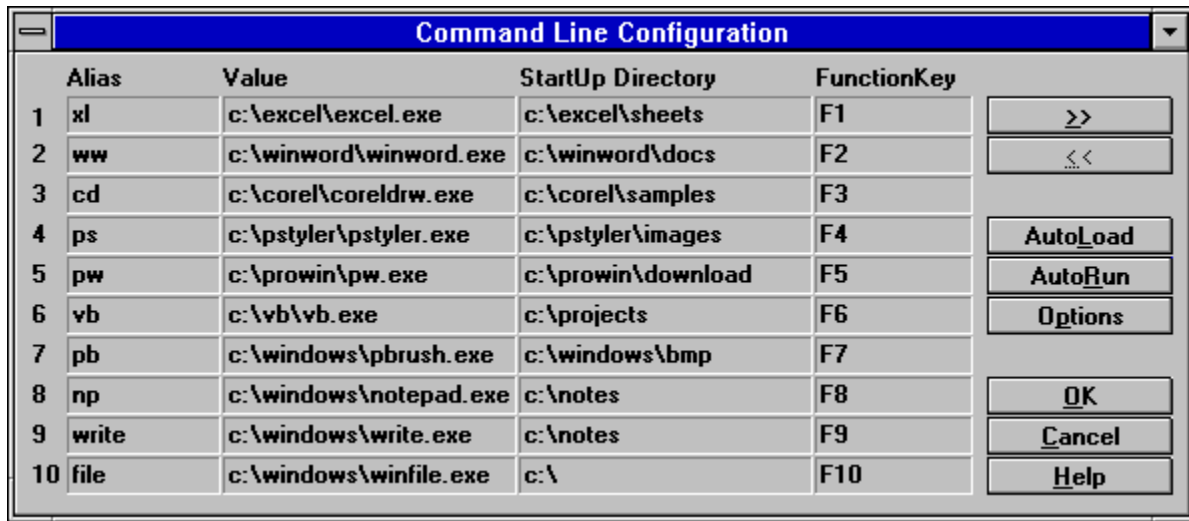 Command Line Configuration
Alias Value StartUp Directory FunctionKey
1 xl c:\excel\excel.exe c:\excel\sheets F1 >>
2 ww c:\winword\winword.exe c:\winword\docs F2 <<
3 cd c:\corel\coreldrw.exe c:\corel\samples F3
4 ps c:\pstyler\pstyler.exe c:\pstyler\images F4 AutoLoad
5 pw c:\prowin\pw.exe c:\prowin\download F5 AutoRun
6 vb c:\vb\vb.exe c:\projects F6 Options
7 pb c:\windows\pbrush.exe c:\windows\bmp F7
8 np c:\windows\notepad.exe c:\notes F8 OK
9 write c:\windows\write.exe c:\notes F9 Cancel
10 file c:\windows\winfile.exe c:\ F10 Help